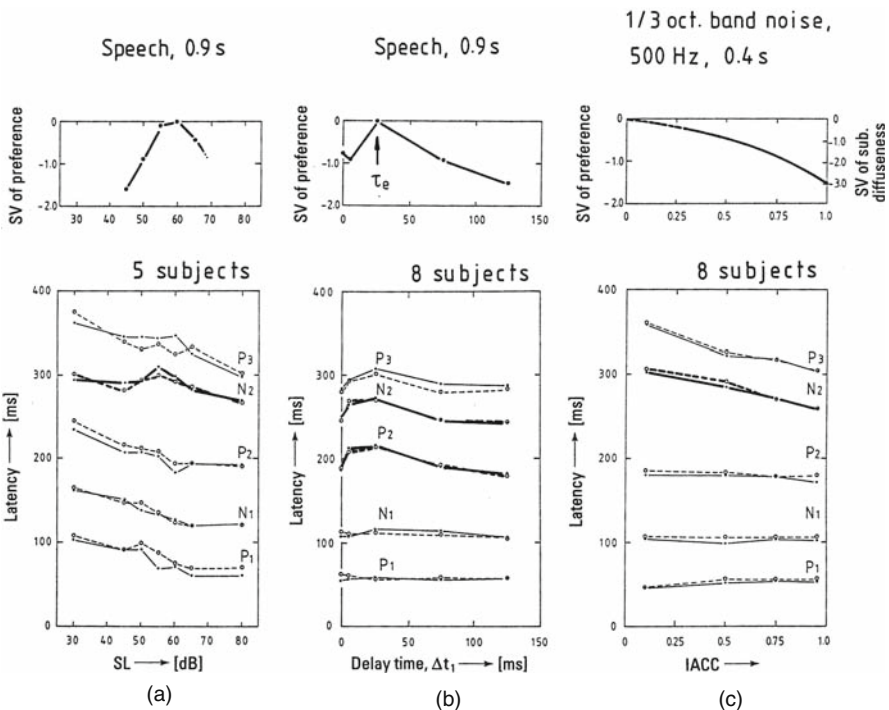 Speech, 0.9 s
SV of preference
0
-1.0
-2.0
30 40 50 60 70 80
5 subjects
400
300
200
100
0
Latency → [ms]
P3
N2
P2
N1
P1
30 40 50 60 70 80
SL → [dB]
(a)
Speech, 0.9 s
SV of preference
0
-1.0
-2.0
τe
0 50 100 150
8 subjects
400
300
200
100
0
Latency → [ms]
P3
N2
P2
N1
P1
0 50 100 150
Delay time, Δt1 → [ms]
(b)
1/3 oct. band noise,
500 Hz, 0.4 s
SV of preference
0
-1.0
-2.0
0
-1.0
-2.0
-3.0
SV of sub.
diffuseness
0 0.25 0.5 0.75 1.0
8 subjects
400
300
200
100
0
Latency → [ms]
P3
N2
P2
N1
P1
0 0.25 0.5 0.75 1.0
IACC →
(c)